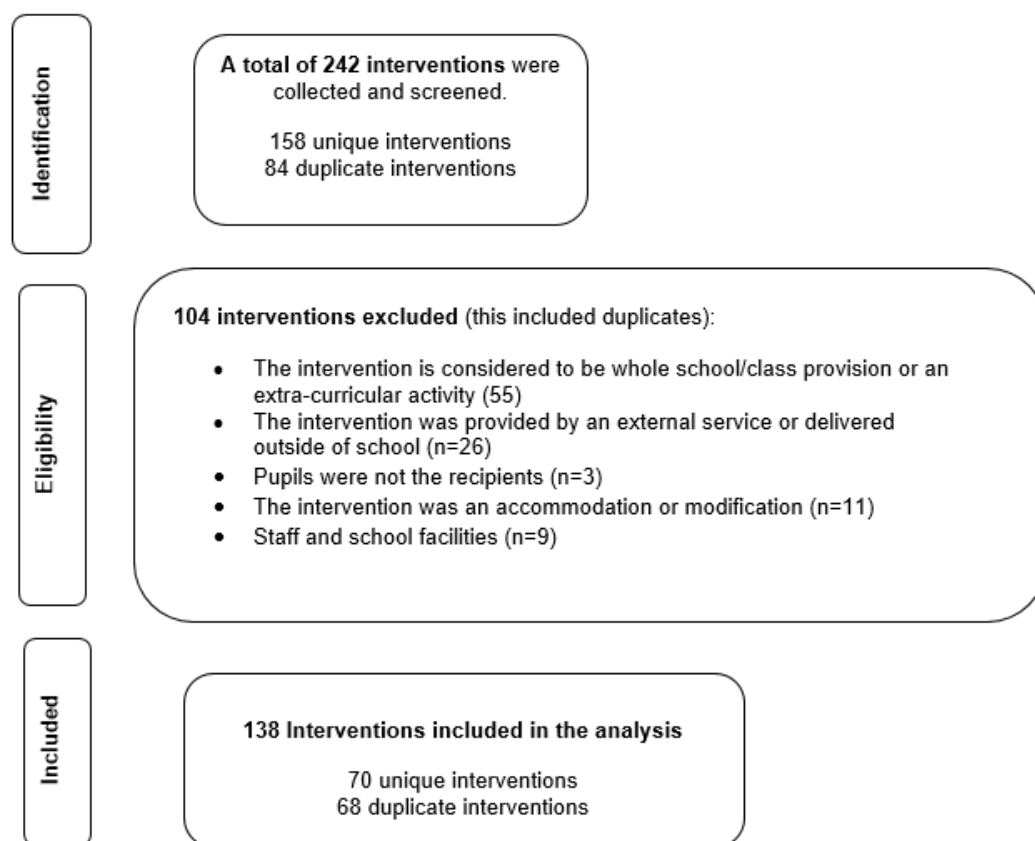 Identification
A total of 242 interventions were
collected and screened.
158 unique interventions
84 duplicate interventions
Eligibility
104 interventions excluded (this included duplicates):
• The intervention is considered to be whole school/class provision or an
extra-curricular activity (55)
• The intervention was provided by an external service or delivered
outside of school (n=26)
• Pupils were not the recipients (n=3)
• The intervention was an accommodation or modification (n=11)
• Staff and school facilities (n=9)
Included
138 Interventions included in the analysis
70 unique interventions
68 duplicate interventions